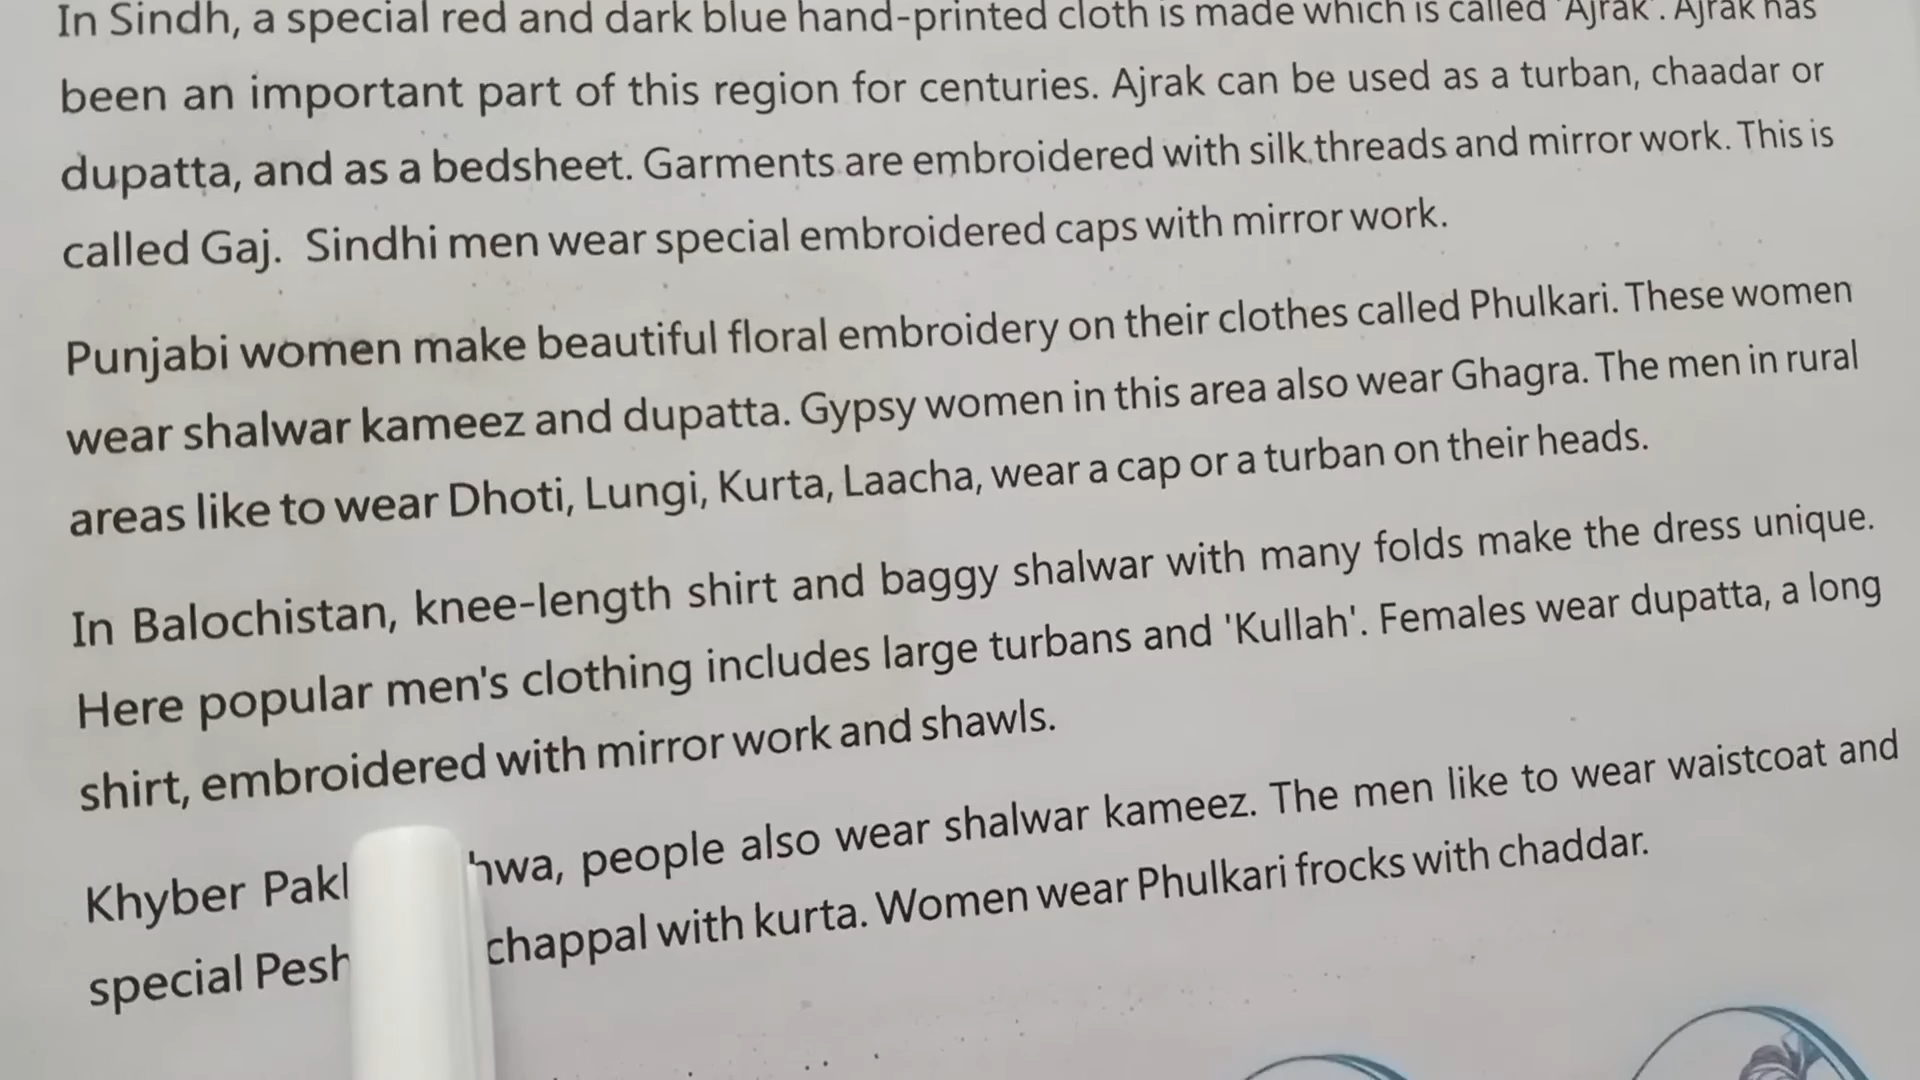 In Sindh, a special red and dark blue hand-printed cloth is made which is called 'Ajrak'. Ajrak has
been an important part of this region for centuries. Ajrak can be used as a turban, chaadar or
dupatta, and as a bedsheet. Garments are embroidered with silk threads and mirror work. This is
called Gaj. Sindhi men wear special embroidered caps with mirror work.
Punjabi women make beautiful floral embroidery on their clothes called Phulkari. These women
wear shalwar kameez and dupatta. Gypsy women in this area also wear Ghagra. The men in rural
areas like to wear Dhoti, Lungi, Kurta, Laacha, wear a cap or a turban on their heads.
In Balochistan, knee-length shirt and baggy shalwar with many folds make the dress unique.
Here popular men's clothing includes large turbans and 'Kullah'. Females wear dupatta, a long
shirt, embroidered with mirror work and shawls.
Khyber people also wear shalwar kameez. The men like to wear waistcoat and
special chappal with kurta. Women wear Phulkari frocks with chaddar.